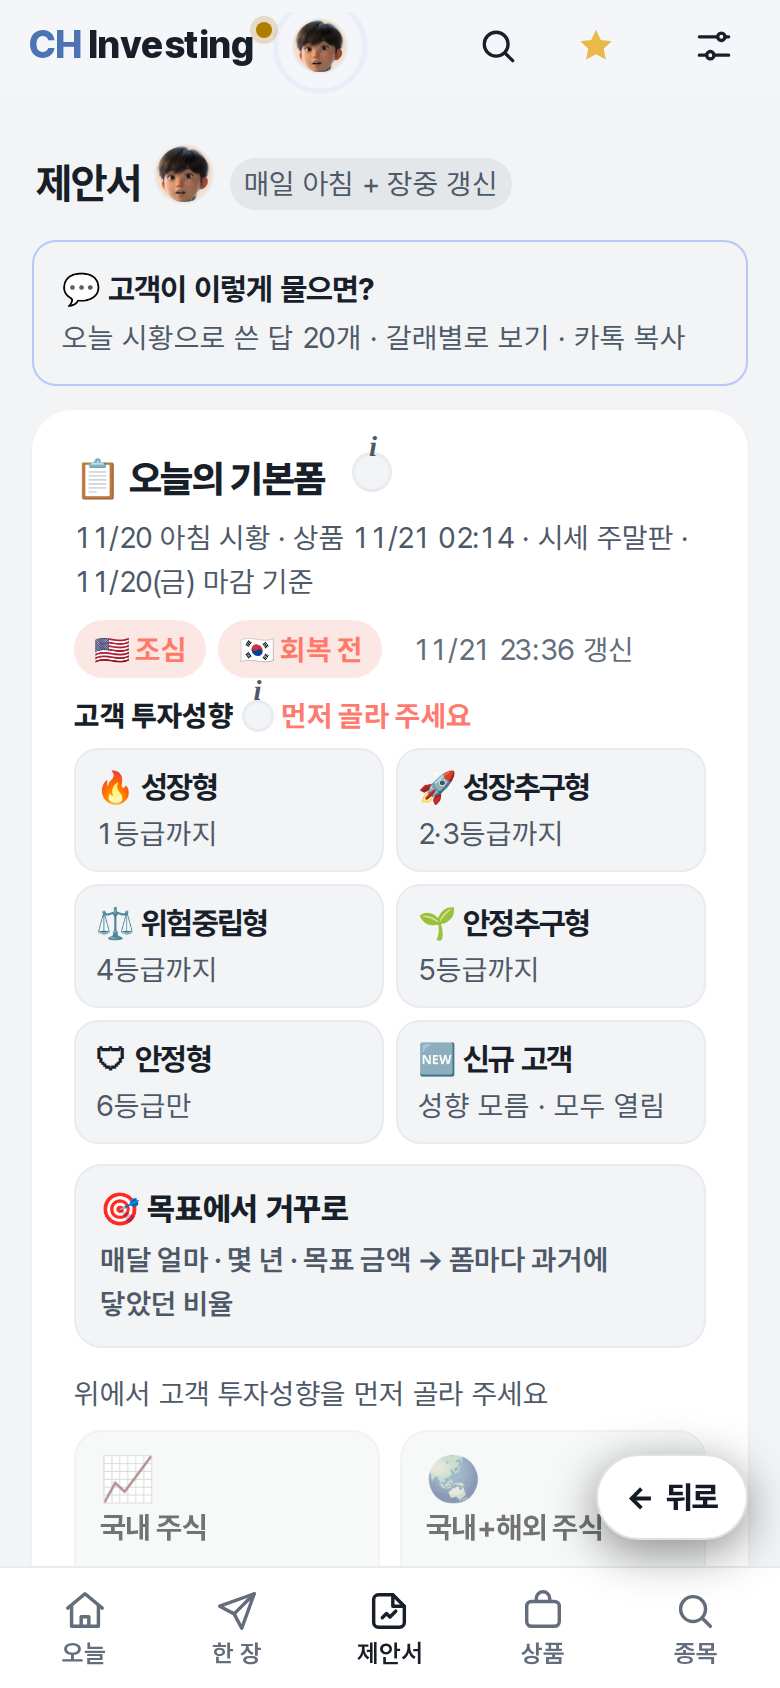 CH Investing
제안서 매일 아침 + 장중 갱신
고객이 이렇게 물으면?
오늘 시황으로 쓴 답 20개 · 갈래별로 보기 · 카톡 복사
오늘의 기본폼 i
11/20 아침 시황 · 상품 11/21 02:14 · 시세 주말판 ·
11/20(금) 마감 기준
조심 회복 전 11/21 23:36 갱신
고객 투자성향 i 먼저 골라 주세요
성장형 성장추구형
1등급까지 2·3등급까지
위험중립형 안정추구형
4등급까지 5등급까지
안정형 NEW 신규 고객
6등급만 성향 모름 · 모두 열림
목표에서 거꾸로
매달 얼마 · 몇 년 · 목표 금액 → 폼마다 과거에
닿았던 비율
위에서 고객 투자성향을 먼저 골라 주세요
← 뒤로
국내 주식 국내+해외 주식
오늘 한 장 제안서 상품 종목